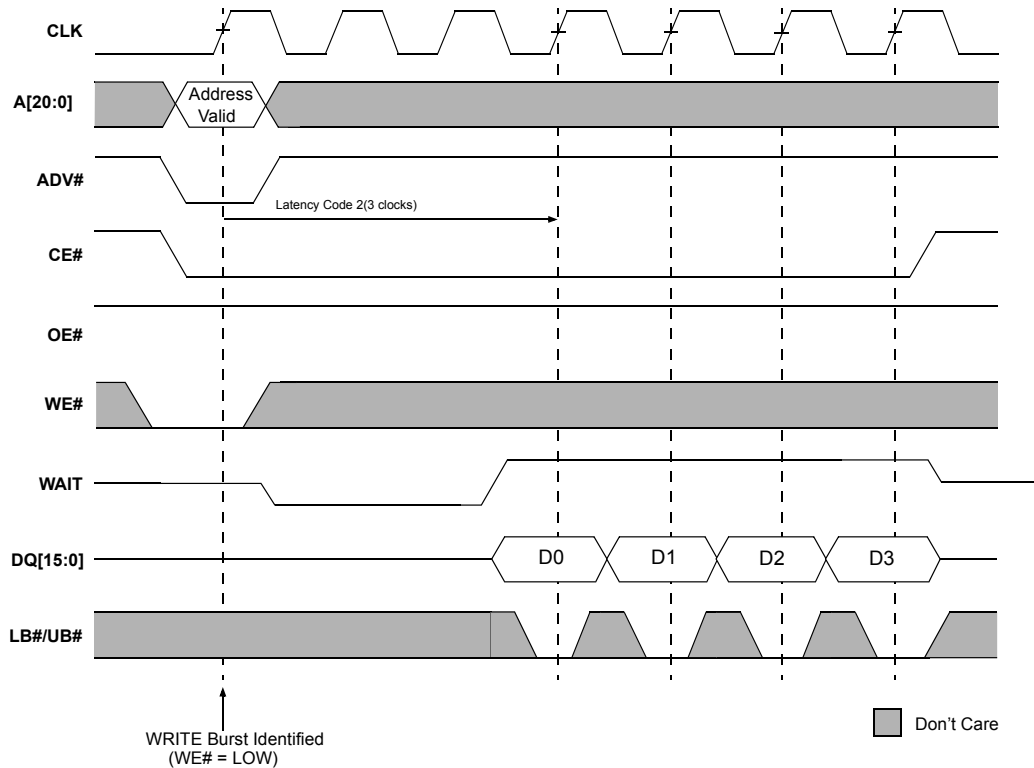 CLK
A[20:0]
Address
Valid
ADV#
Latency Code 2(3 clocks)
CE#
OE#
WE#
WAIT
DQ[15:0]
D0
D1
D2
D3
LB#/UB#
Don't Care
WRITE Burst Identified
(WE# = LOW)